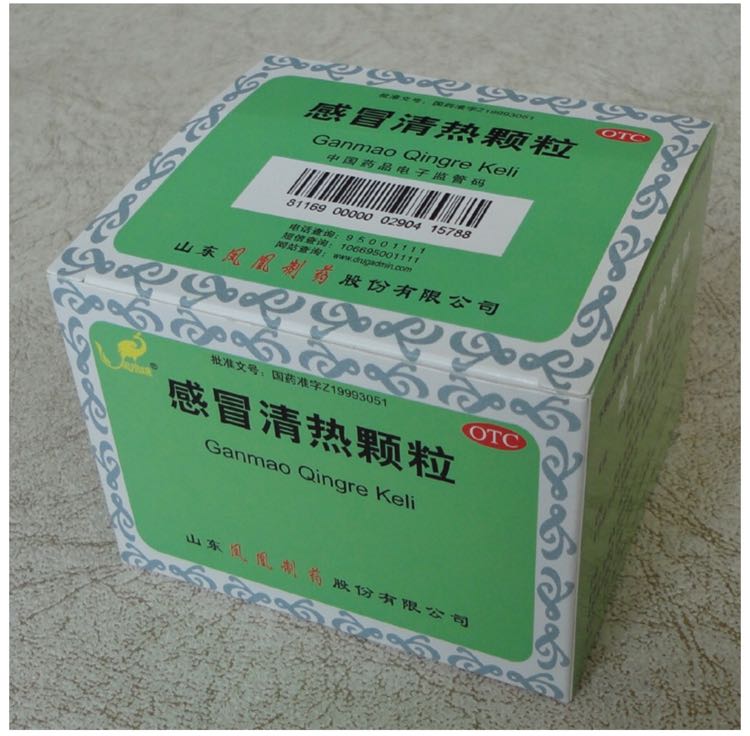 批准文号：国药准字Z19993051
感冒清热颗粒
OTC
Ganmao Qingre Keli
中国药品电子监管码
81169 00000 02904 15788
电话查询：95001111
短信查询：106695001111
网站查询：www.drugadmin.com
山东凤凰制药股份有限公司
批准文号：国药准字Z19993051
感冒清热颗粒
OTC
Ganmao Qingre Keli
山东凤凰制药股份有限公司